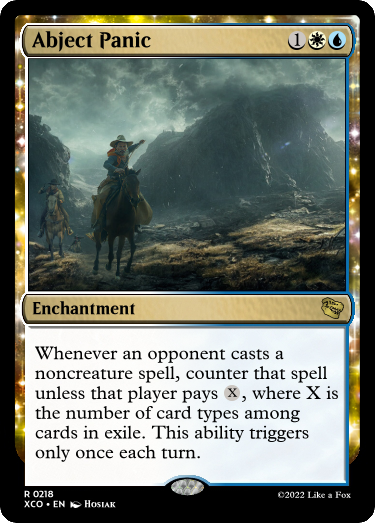 Abject Panic 1
Enchantment
Whenever an opponent casts a
noncreature spell, counter that spell
unless that player pays X, where X is
the number of card types among
cards in exile. This ability triggers
only once each turn.
R 0218
XCO • EN Hosiak
©2022 Like a Fox